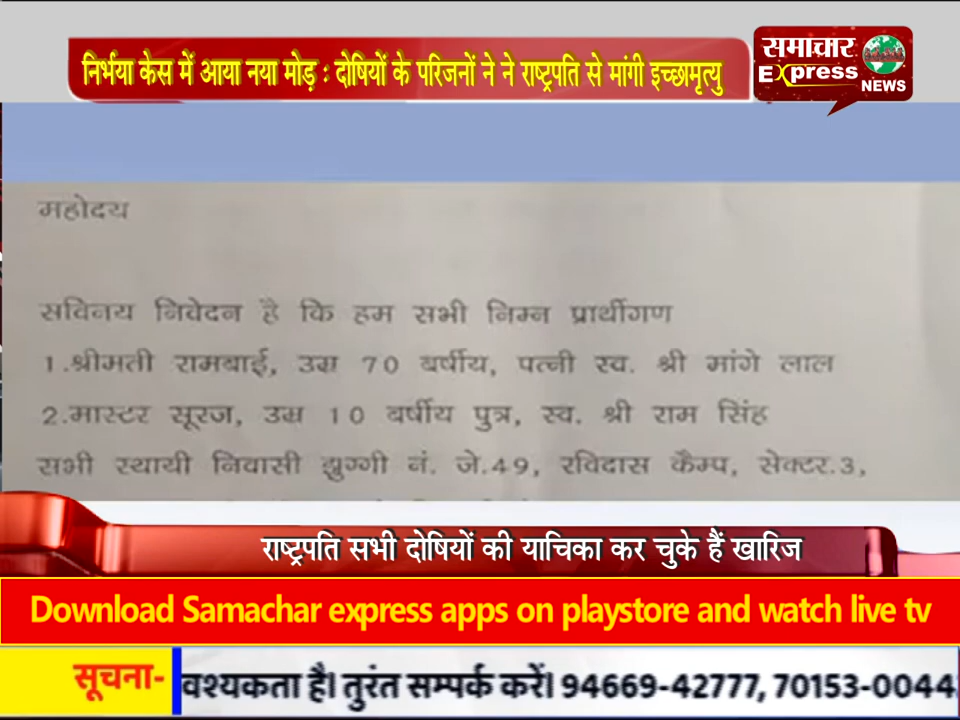 निर्भया केस में आया नया मोड़ : दोषियों के परिजनों ने ने राष्ट्रपति से मांगी इच्छामृत्यु
समाचार
Express
NEWS
महोदय
सविनय निवेदन है कि हम सभी निम्न प्रार्थीगण
1.श्रीमती रामबाई, उम्र 70 बर्षीय, पत्नी स्व. श्री मांगे लाल
2.मास्टर सूरज, उम्र 10 बर्षीय पुत्र, स्व. श्री राम सिंह
सभी स्थायी निवासी झुग्गी नं. जे.49, रविदास कैम्प, सेक्टर.3,
राष्ट्रपति सभी दोषियों की याचिका कर चुके हैं खारिज
Download Samachar express apps on playstore and watch live tv
सूचना- वश्यकता है। तुरंत सम्पर्क करें। 94669-42777, 70153-0044